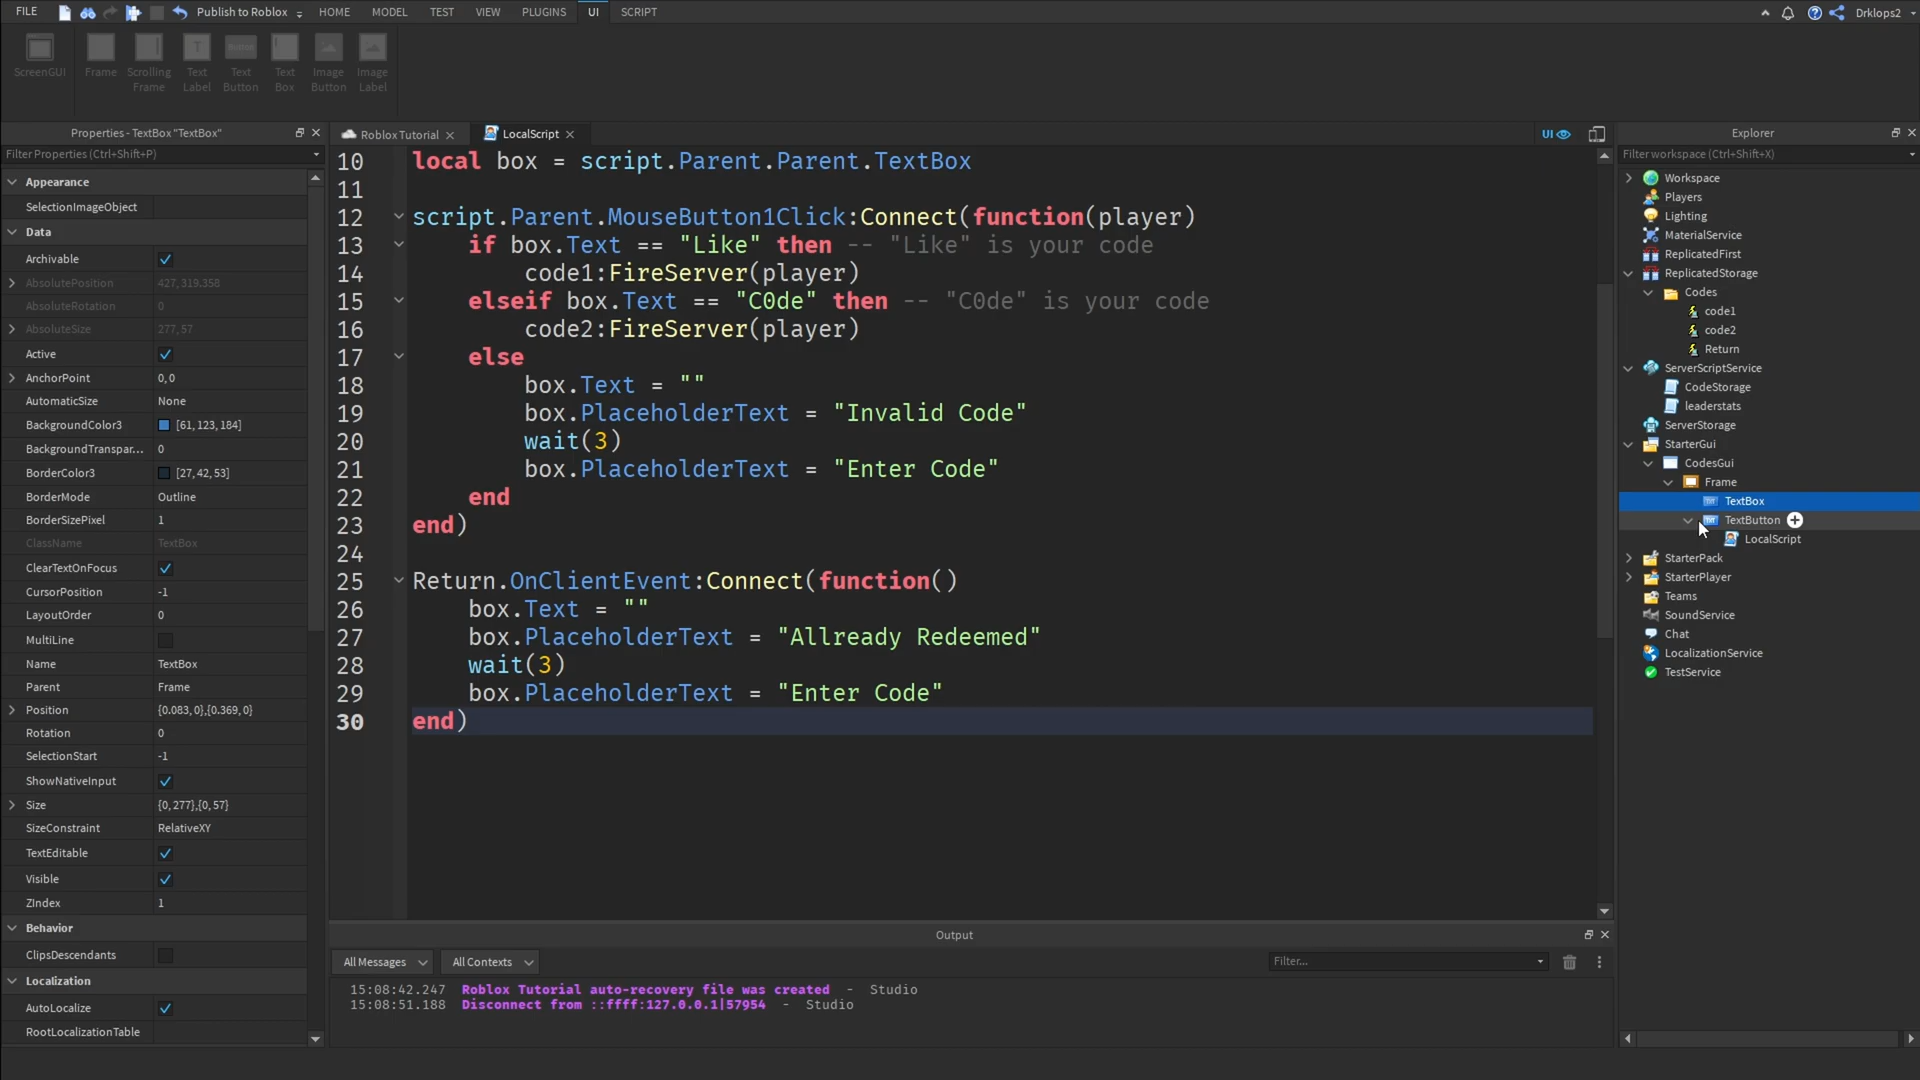 FILE Publish to Roblox HOME MODEL TEST VIEW PLUGINS UI SCRIPT Drklops2
ScreenGUI
Frame
Scrolling
Frame
Text
Label
Text
Button
Text
Box
Image
Button
Image
Label
Properties - TextBox "TextBox"
Filter Properties (Ctrl+Shift+P)
Appearance
SelectionImageObject
Data
Archivable
AbsolutePosition 427, 319.358
AbsoluteRotation 0
AbsoluteSize 277, 57
Active
AnchorPoint 0, 0
AutomaticSize None
BackgroundColor3 [61, 123, 184]
BackgroundTranspar... 0
BorderColor3 [27, 42, 53]
BorderMode Outline
BorderSizePixel 1
ClassName TextBox
ClearTextOnFocus
CursorPosition -1
LayoutOrder 0
MultiLine
Name TextBox
Parent Frame
Position {0.083, 0},{0.369, 0}
Rotation 0
SelectionStart -1
ShowNativeInput
Size {0, 277},{0, 57}
SizeConstraint RelativeXY
TextEditable
Visible
ZIndex 1
Behavior
ClipsDescendants
Localization
AutoLocalize
RootLocalizationTable
Roblox Tutorial LocalScript UI
10 local box = script.Parent.Parent.TextBox
11
12 script.Parent.MouseButton1Click:Connect(function(player)
13 if box.Text == "Like" then -- "Like" is your code
14 code1:FireServer(player)
15 elseif box.Text == "C0de" then -- "C0de" is your code
16 code2:FireServer(player)
17 else
18 box.Text = ""
19 box.PlaceholderText = "Invalid Code"
20 wait(3)
21 box.PlaceholderText = "Enter Code"
22 end
23 end)
24
25 Return.OnClientEvent:Connect(function()
26 box.Text = ""
27 box.PlaceholderText = "Allready Redeemed"
28 wait(3)
29 box.PlaceholderText = "Enter Code"
30 end)
Output
All Messages All Contexts Filter...
15:08:42.247 Roblox Tutorial auto-recovery file was created - Studio
15:08:51.188 Disconnect from ::ffff:127.0.0.1|57954 - Studio
Explorer
Filter workspace (Ctrl+Shift+X)
Workspace
Players
Lighting
MaterialService
ReplicatedFirst
ReplicatedStorage
Codes
code1
code2
Return
ServerScriptService
CodeStorage
leaderstats
ServerStorage
StarterGui
CodesGui
Frame
TextBox
TextButton
LocalScript
StarterPack
StarterPlayer
Teams
SoundService
Chat
LocalizationService
TestService